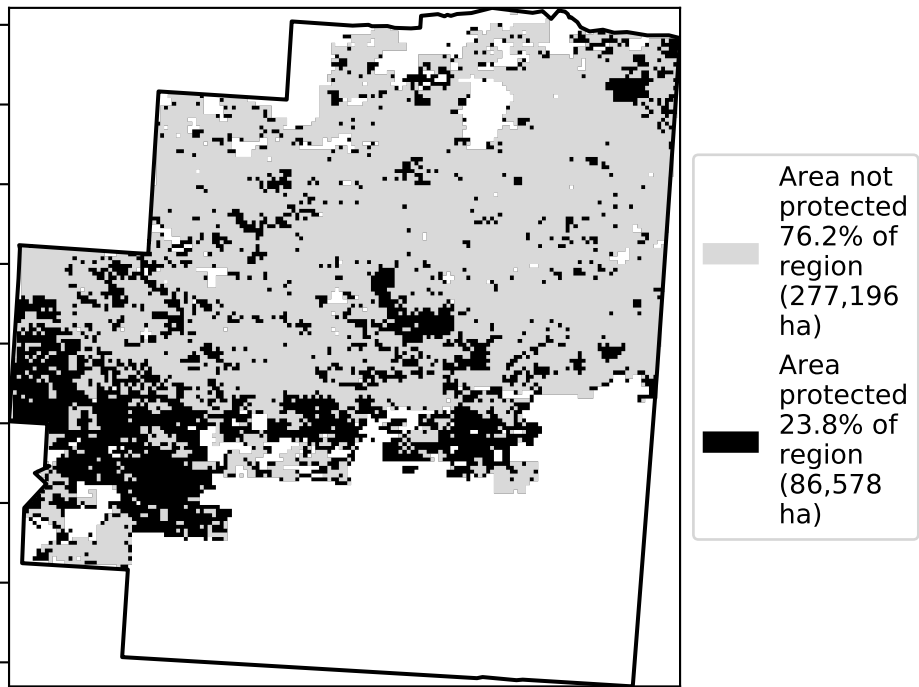 Area not
protected
76.2% of
region
(277,196
ha)
Area
protected
23.8% of
region
(86,578
ha)